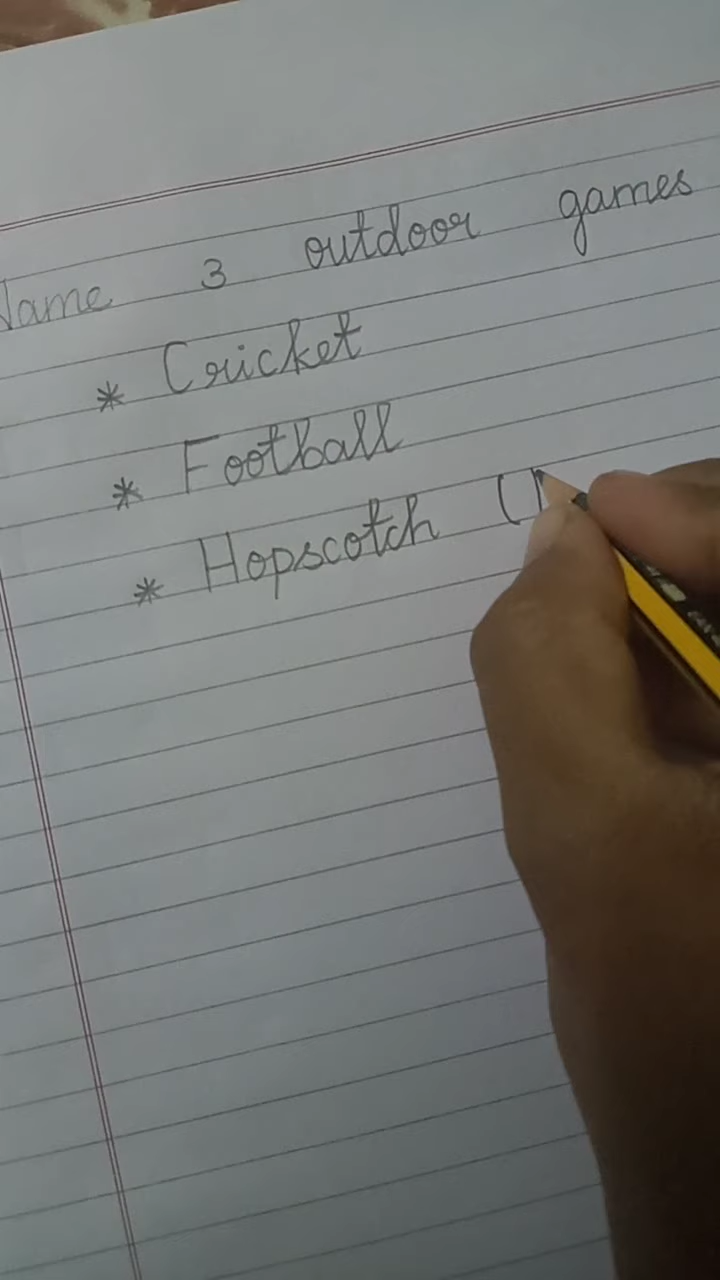 Name 3 outdoor games
* Cricket
* Football
* Hopscotch (